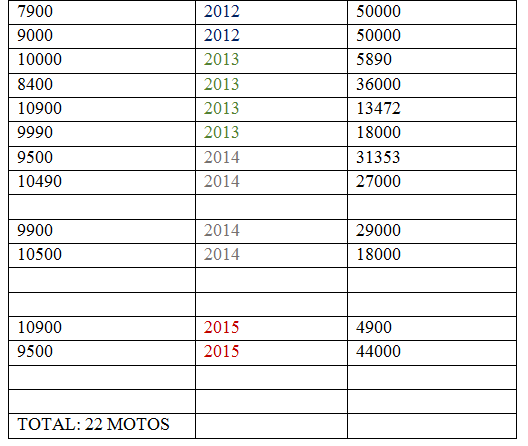 7900 2012 50000
9000 2012 50000
10000 2013 5890
8400 2013 36000
10900 2013 13472
9990 2013 18000
9500 2014 31353
10490 2014 27000
9900 2014 29000
10500 2014 18000
10900 2015 4900
9500 2015 44000
TOTAL: 22 MOTOS